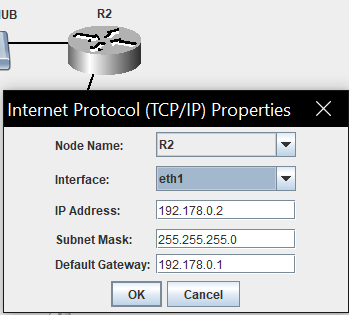 HUB
R2
Internet Protocol (TCP/IP) Properties
Node Name: R2
Interface: eth1
IP Address: 192.178.0.2
Subnet Mask: 255.255.255.0
Default Gateway: 192.178.0.1
OK Cancel